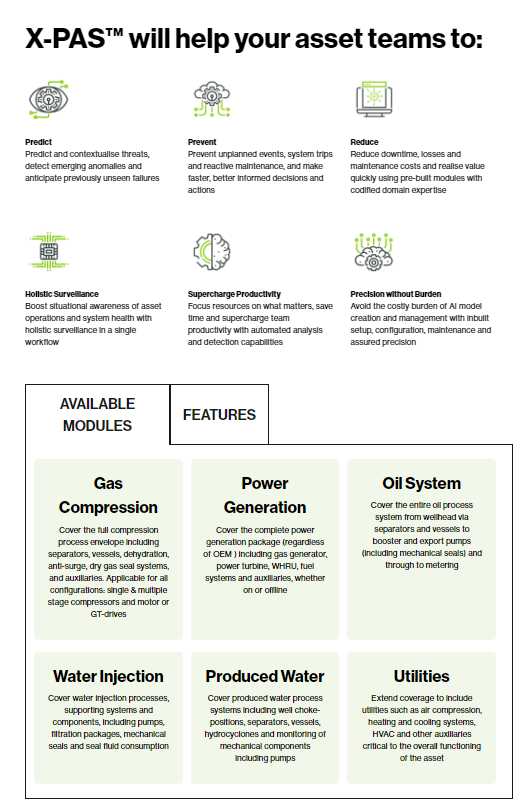 X-PAS™ will help your asset teams to:
Predict
Predict and contextualise threats,
detect emerging anomalies and
anticipate previously unseen failures
Prevent
Prevent unplanned events, system trips
and reactive maintenance, and make
faster, better informed decisions and
actions
Reduce
Reduce downtime, losses and
maintenance costs and realise value
quickly using pre-built modules with
codified domain expertise
Holistic Surveillance
Boost situational awareness of asset
operations and system health with
holistic surveillance in a single
workflow
Supercharge Productivity
Focus resources on what matters, save
time and supercharge team
productivity with automated analysis
and detection capabilities
Precision without Burden
Avoid the costly burden of AI model
creation and management with inbuilt
setup, configuration, maintenance and
assured precision
AVAILABLE
MODULES
FEATURES
Gas
Compression
Cover the full compression
process envelope including
separators, vessels, dehydration,
anti-surge, dry gas seal systems,
and auxiliaries. Applicable for all
configurations: single & multiple
stage compressors and motor or
GT-drives
Power
Generation
Cover the complete power
generation package (regardless
of OEM ) including gas generator,
power turbine, WHRU, fuel
systems and auxiliaries, whether
on or offline
Oil System
Cover the entire oil process
system from wellhead via
separators and vessels to
booster and export pumps
(including mechanical seals) and
through to metering
Water Injection
Cover water injection processes,
supporting systems and
components, including pumps,
filtration packages, mechanical
seals and seal fluid consumption
Produced Water
Cover produced water process
systems including well choke-
positions, separators, vessels,
hydrocyclones and monitoring of
mechanical components
including pumps
Utilities
Extend coverage to include
utilities such as air compression,
heating and cooling systems,
HVAC and other auxiliaries
critical to the overall functioning
of the asset